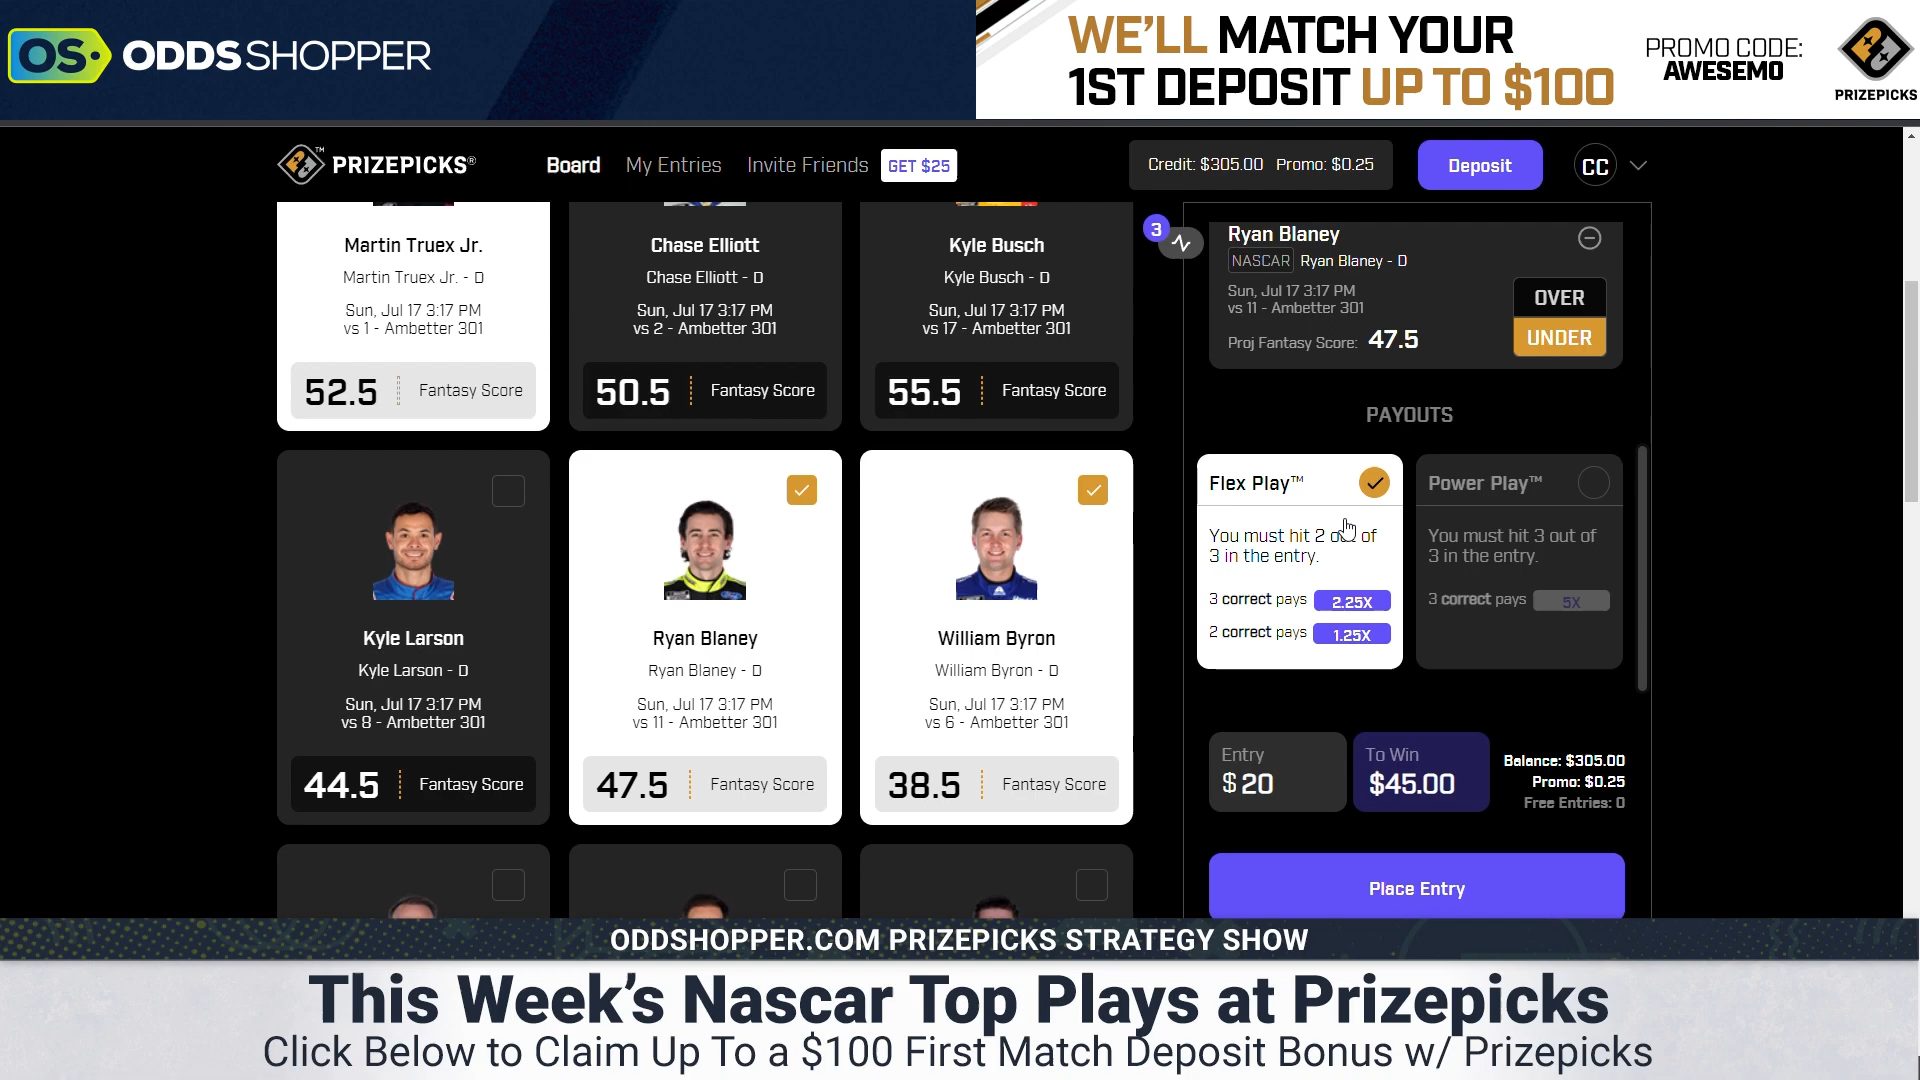 OS.
ODDSSHOPPER
WE'LL MATCH YOUR
1ST DEPOSIT UP TO $100
PROMO CODE:
AWESEMO
PRIZEPICKS
PRIZEPICKS®
Board
My Entries
Invite Friends
GET $25
Credit: $305.00 Promo: $0.25
Deposit
CC
Martin Truex Jr.
Martin Truex Jr. - D
Sun, Jul 17 3:17 PM
vs 1 - Ambetter 301
52.5
Fantasy Score
Chase Elliott
Chase Elliott - D
Sun, Jul 17 3:17 PM
vs 2 - Ambetter 301
50.5
Fantasy Score
Kyle Busch
Kyle Busch - D
Sun, Jul 17 3:17 PM
vs 17 - Ambetter 301
55.5
Fantasy Score
Kyle Larson
Kyle Larson - D
Sun, Jul 17 3:17 PM
vs 8 - Ambetter 301
44.5
Fantasy Score
Ryan Blaney
Ryan Blaney - D
Sun, Jul 17 3:17 PM
vs 11 - Ambetter 301
47.5
Fantasy Score
William Byron
William Byron - D
Sun, Jul 17 3:17 PM
vs 6 - Ambetter 301
38.5
Fantasy Score
3
Ryan Blaney
NASCAR Ryan Blaney - D
Sun, Jul 17 3:17 PM
vs 11 - Ambetter 301
Proj Fantasy Score: 47.5
OVER
UNDER
PAYOUTS
Flex Play™
You must hit 2 out of
3 in the entry.
3 correct pays 2.25X
2 correct pays 1.25X
Power Play™
You must hit 3 out of
3 in the entry.
3 correct pays 5X
Entry
$ 20
To Win
$45.00
Balance: $305.00
Promo: $0.25
Free Entries: 0
Place Entry
ODDSHOPPER.COM PRIZEPICKS STRATEGY SHOW
This Week's Nascar Top Plays at Prizepicks
Click Below to Claim Up To a $100 First Match Deposit Bonus w/ Prizepicks